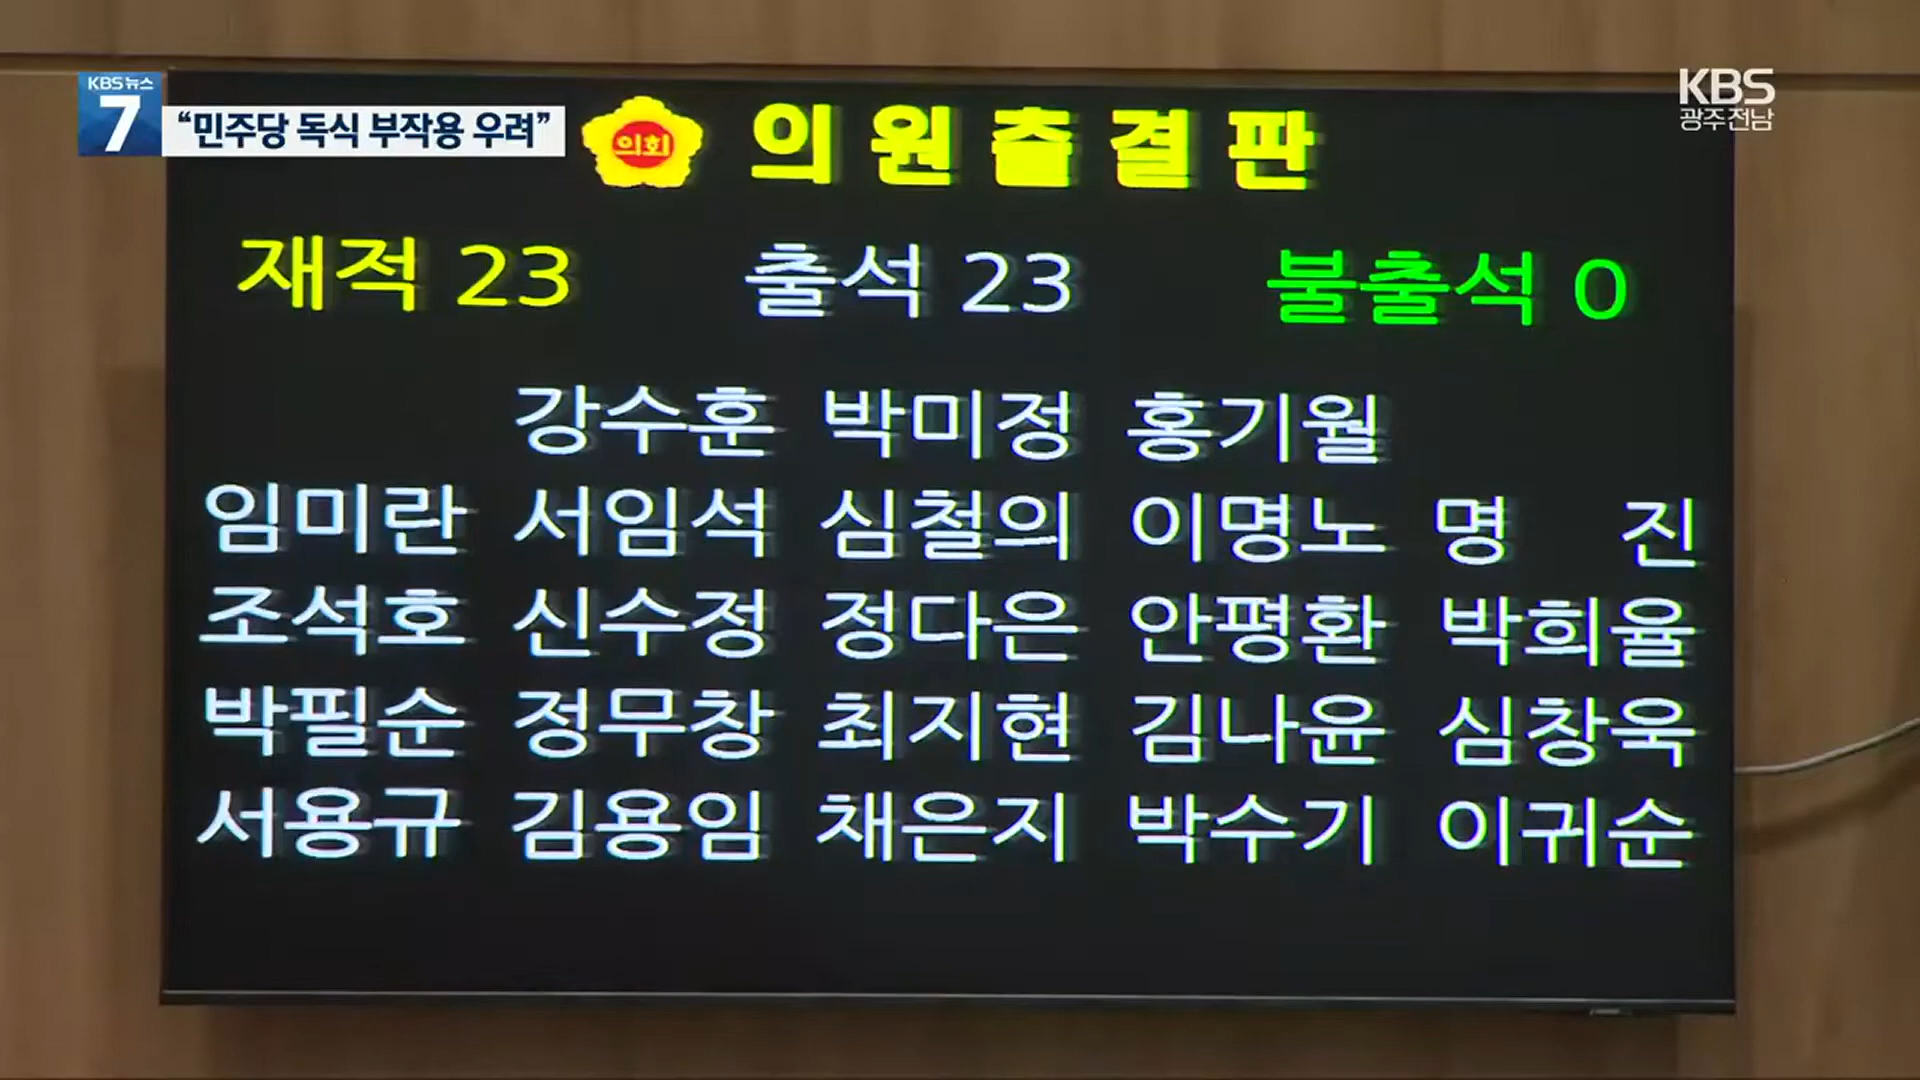 KBS 뉴스
7
“민주당 독식 부작용 우려”
KBS
광주전남
의회
의원출결판
재적 23 출석 23 불출석 0
강수훈 박미정 홍기월
임미란 서임석 심철의 이명노 명 진
조석호 신수정 정다은 안평환 박희율
박필순 정무창 최지현 김나윤 심창욱
서용규 김용임 채은지 박수기 이귀순